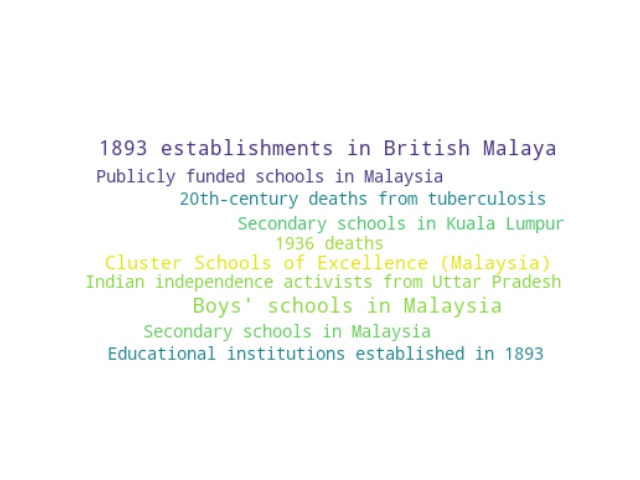 1893 establishments in British Malaya
Publicly funded schools in Malaysia
20th-century deaths from tuberculosis
Secondary schools in Kuala Lumpur
1936 deaths
Cluster Schools of Excellence (Malaysia)
Indian independence activists from Uttar Pradesh
Boys' schools in Malaysia
Secondary schools in Malaysia
Educational institutions established in 1893